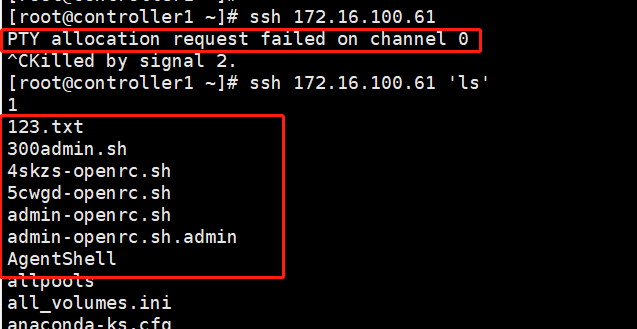 [root@controller1 ~]# ssh 172.16.100.61
PTY allocation request failed on channel 0
^CKilled by signal 2.
[root@controller1 ~]# ssh 172.16.100.61 'ls'
1
123.txt
300admin.sh
4skzs-openrc.sh
5cwgd-openrc.sh
admin-openrc.sh
admin-openrc.sh.admin
AgentShell
allpools
all_volumes.ini
anaconda-ks.cfg